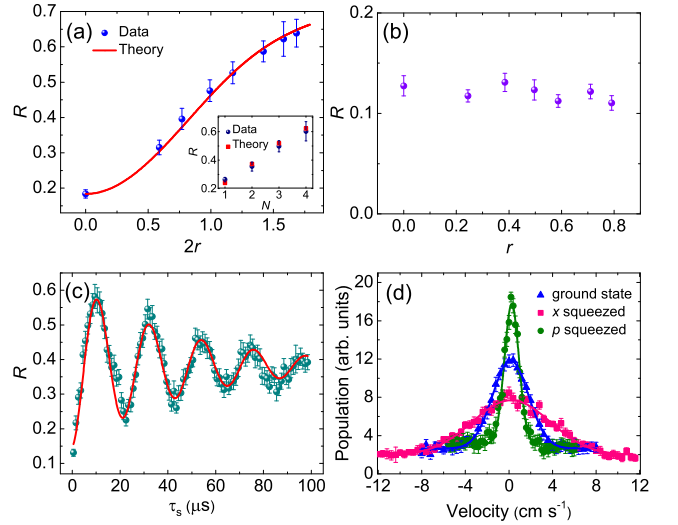 (a)
Data
Theory
R
0.7
0.6
0.5
0.4
0.3
0.2
0.0
0.5
1.0
1.5
2r
Data
Theory
R
0.6
0.4
0.2
1
2
3
4
N
(b)
R
0.2
0.1
0.0
0.0
0.2
0.4
0.6
0.8
r
(c)
R
0.6
0.5
0.4
0.3
0.2
0.1
0
20
40
60
80
100
τs (μs)
(d)
ground state
x squeezed
p squeezed
Population (arb. units)
20
16
12
8
4
0
-12
-8
-4
0
4
8
12
Velocity (cm s⁻¹)